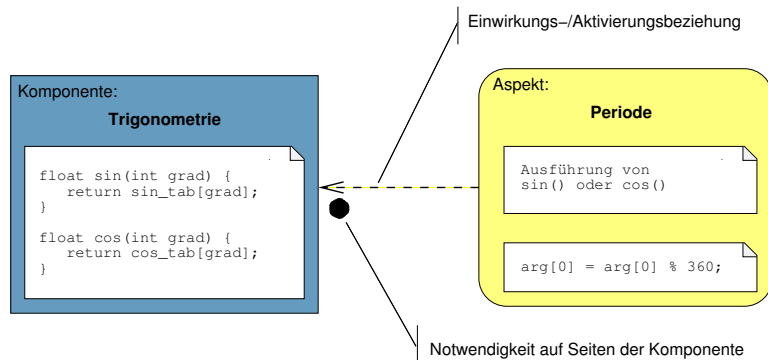 Einwirkungs−/Aktivierungsbeziehung
Komponente:
Trigonometrie
float sin(int grad) {
return sin_tab[grad];
}
float cos(int grad) {
return cos_tab[grad];
}
Aspekt:
Periode
Ausführung von
sin() oder cos()
arg[0] = arg[0] % 360;
Notwendigkeit auf Seiten der Komponente